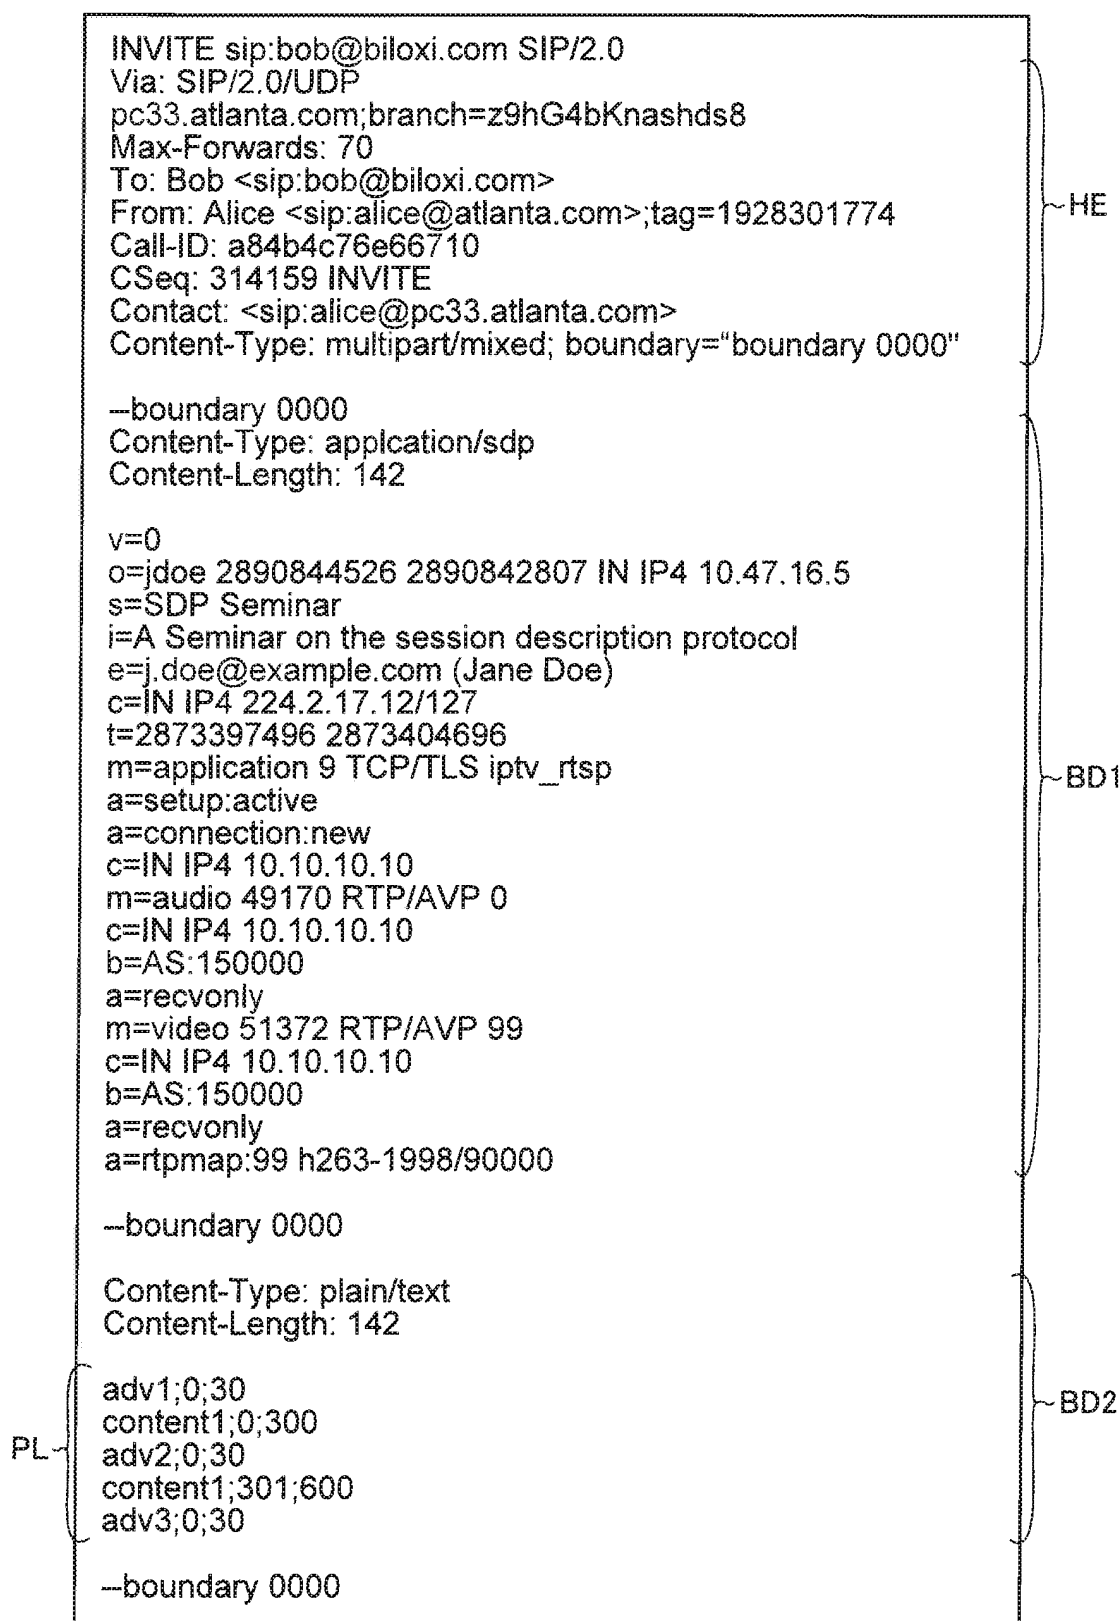 INVITE sip:bob@biloxi.com SIP/2.0
Via: SIP/2.0/UDP
pc33.atlanta.com;branch=z9hG4bKnashds8
Max-Forwards: 70
To: Bob <sip:bob@biloxi.com>
From: Alice <sip:alice@atlanta.com>;tag=1928301774
Call-ID: a84b4c76e66710
CSeq: 314159 INVITE
Contact: <sip:alice@pc33.atlanta.com>
Content-Type: multipart/mixed; boundary=“boundary 0000"
HE
--boundary 0000
Content-Type: applcation/sdp
Content-Length: 142
v=0
o=jdoe 2890844526 2890842807 IN IP4 10.47.16.5
s=SDP Seminar
i=A Seminar on the session description protocol
e=j.doe@example.com (Jane Doe)
c=IN IP4 224.2.17.12/127
t=2873397496 2873404696
m=application 9 TCP/TLS iptv_rtsp
a=setup:active
a=connection:new
c=IN IP4 10.10.10.10
m=audio 49170 RTP/AVP 0
c=IN IP4 10.10.10.10
b=AS:150000
a=recvonly
m=video 51372 RTP/AVP 99
c=IN IP4 10.10.10.10
b=AS:150000
a=recvonly
a=rtpmap:99 h263-1998/90000
BD1
--boundary 0000
Content-Type: plain/text
Content-Length: 142
adv1;0;30
content1;0;300
adv2;0;30
content1;301;600
adv3;0;30
PL
BD2
--boundary 0000